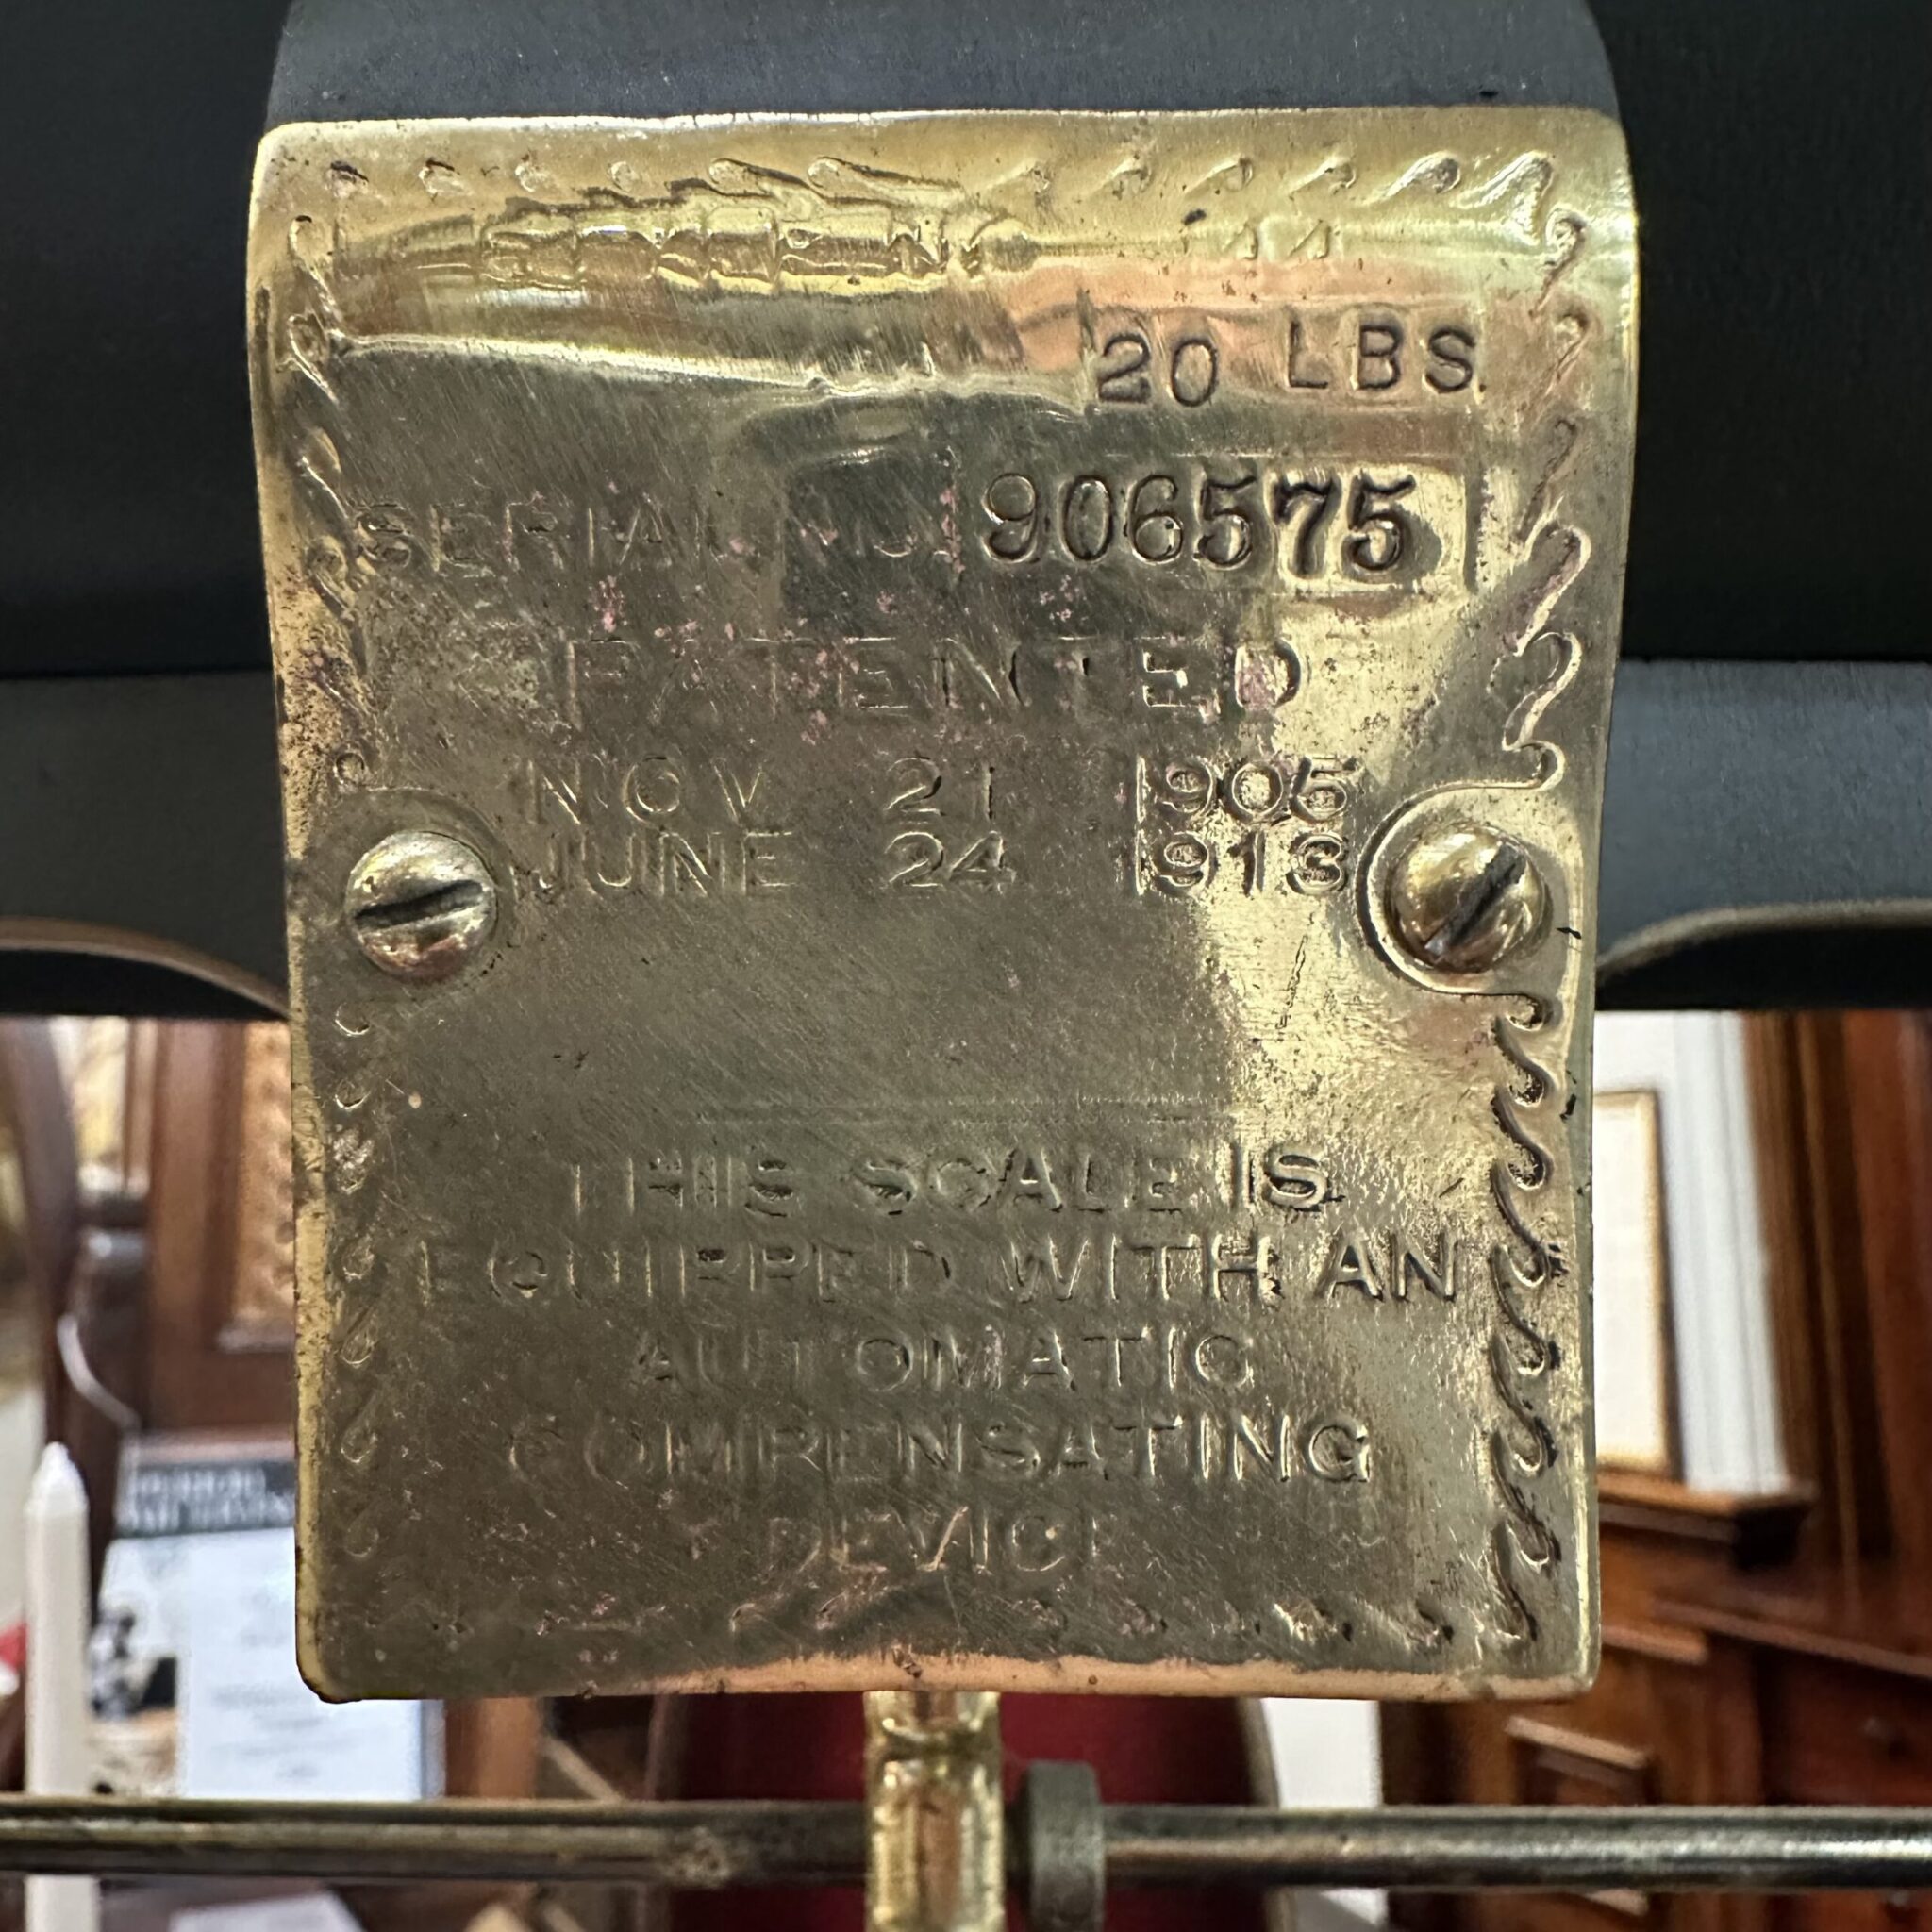 20 LBS.
SERIAL NO. 906575
PATENTED
NOV 21 1905
JUNE 24 1913
THIS SCALE IS
EQUIPPED WITH AN
AUTOMATIC
COMPENSATING
DEVICE